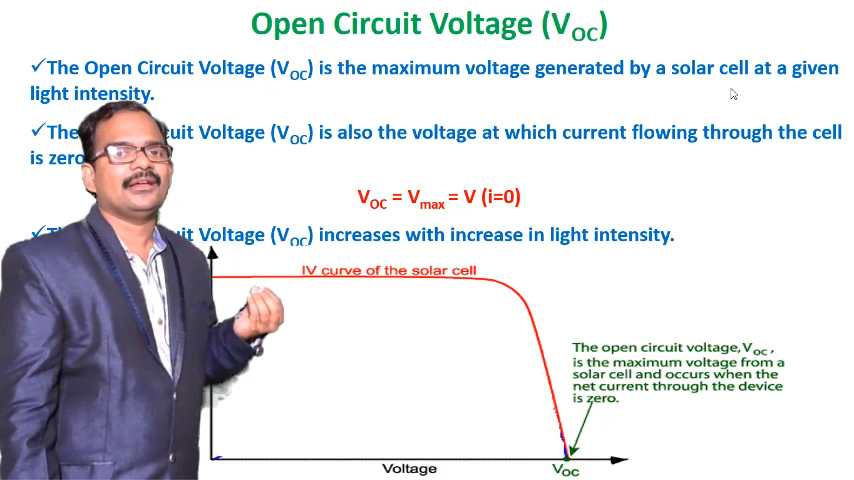 Open Circuit Voltage (VOC)
✓The Open Circuit Voltage (VOC) is the maximum voltage generated by a solar cell at a given
light intensity.
✓The cuit Voltage (VOC) is also the voltage at which current flowing through the cell
is zero
VOC = Vmax = V (i=0)
cuit Voltage (VOC) increases with increase in light intensity.
IV curve of the solar cell
The open circuit voltage, VOC ,
is the maximum voltage from a
solar cell and occurs when the
net current through the device
is zero.
Voltage
VOC